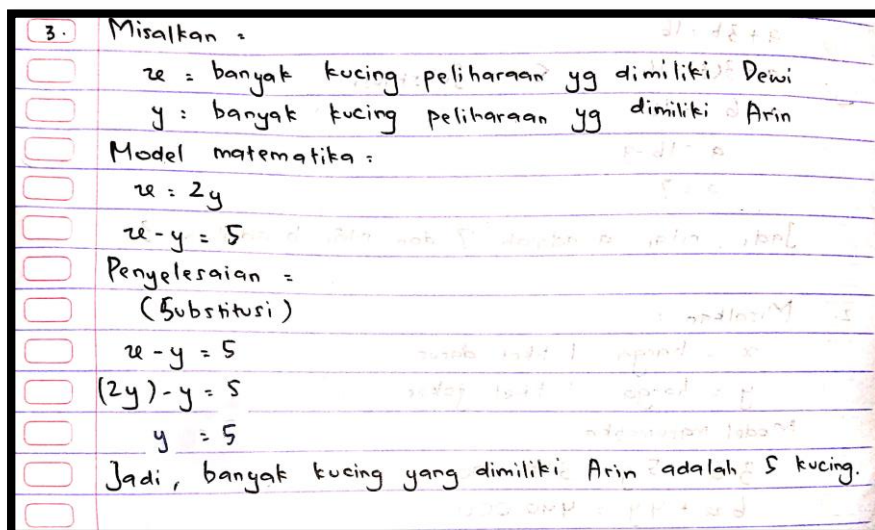 3. Misalkan :
x = banyak kucing peliharaan yg dimiliki Dewi
y : banyak kucing peliharaan yg dimiliki Arin
Model matematika :
x = 2y
x - y = 5
Penyelesaian =
(Substitusi)
x - y = 5
(2y) - y = 5
y = 5
Jadi, banyak kucing yang dimiliki Arin adalah 5 kucing.